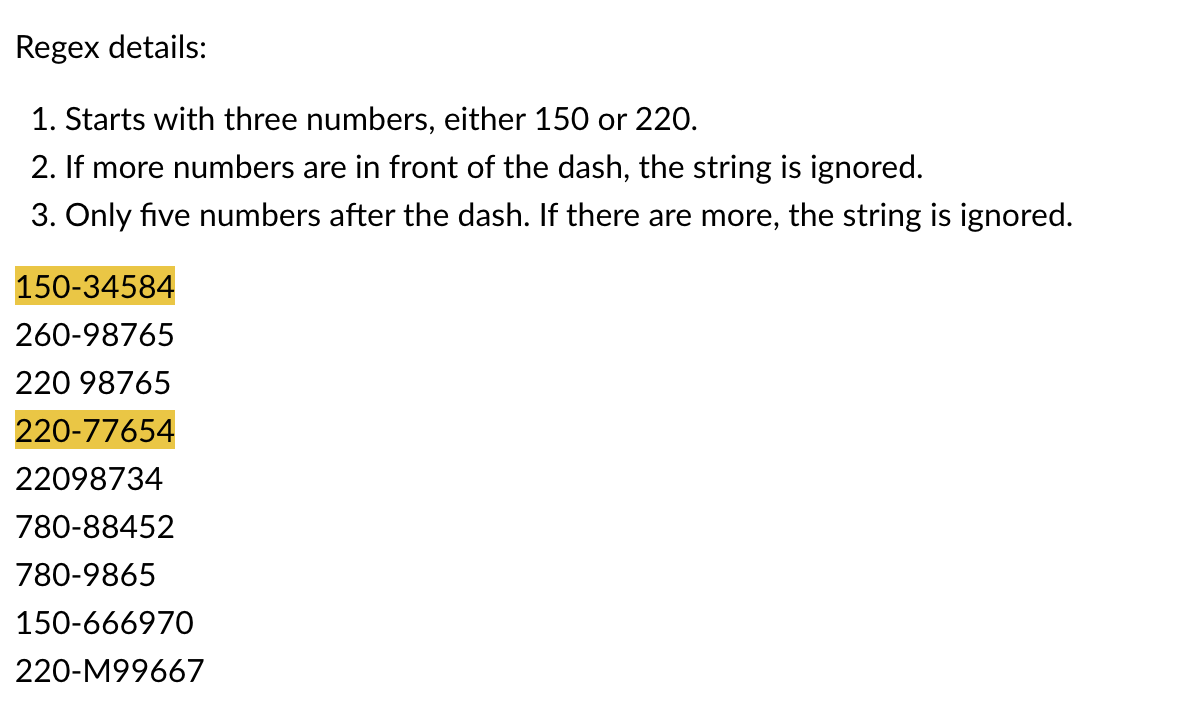 Regex details:
1. Starts with three numbers, either 150 or 220.
2. If more numbers are in front of the dash, the string is ignored.
3. Only five numbers after the dash. If there are more, the string is ignored.
150-34584
260-98765
220 98765
220-77654
22098734
780-88452
780-9865
150-666970
220-M99667